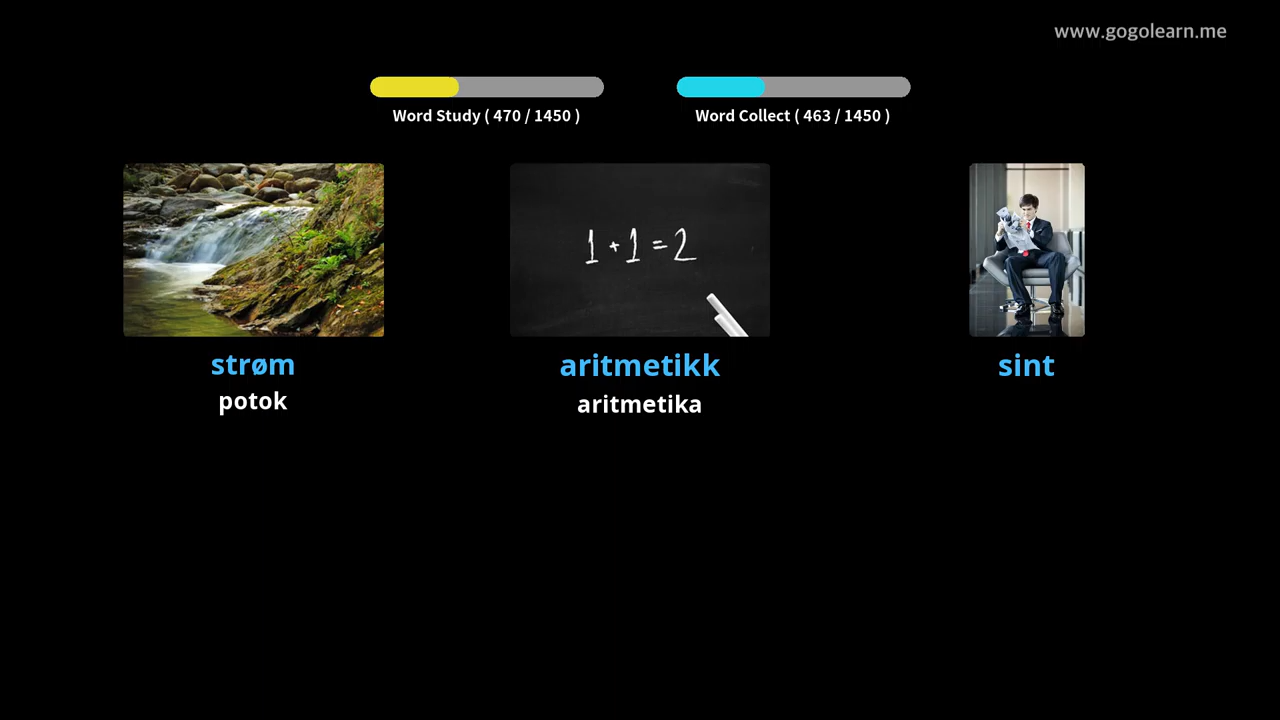 www.gogolearn.me
Word Study ( 470 / 1450 )
Word Collect ( 463 / 1450 )
1 + 1 = 2
strøm
potok
aritmetikk
aritmetika
sint